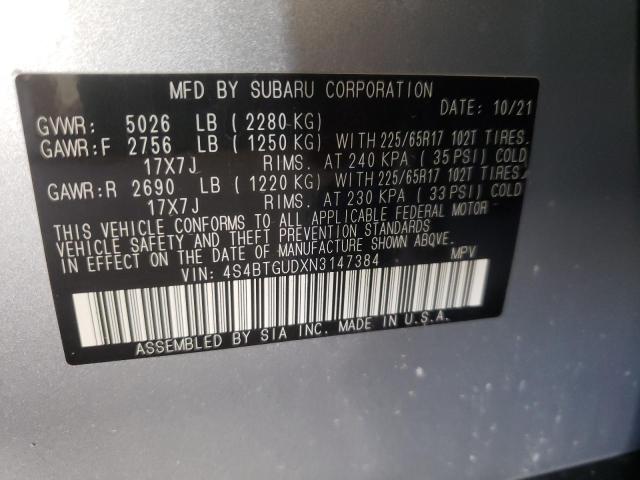 MFD BY SUBARU CORPORATION
DATE: 10/21
GVWR: 5026 LB (2280 KG)
GAWR:F 2756 LB (1250 KG) WITH 225/65R17 102T TIRES,
17X7J RIMS. AT 240 KPA (35 PSI) COLD
GAWR:R 2690 LB (1220 KG) WITH 225/65R17 102T TIRES,
17X7J RIMS. AT 230 KPA (33 PSI) COLD
THIS VEHICLE CONFORMS TO ALL APPLICABLE FEDERAL MOTOR
VEHICLE SAFETY AND THEFT PREVENTION STANDARDS
IN EFFECT ON THE DATE OF MANUFACTURE SHOWN ABOVE.
VIN: 4S4BTGUDXN3147384 MPV
ASSEMBLED BY SIA INC. MADE IN U.S.A.